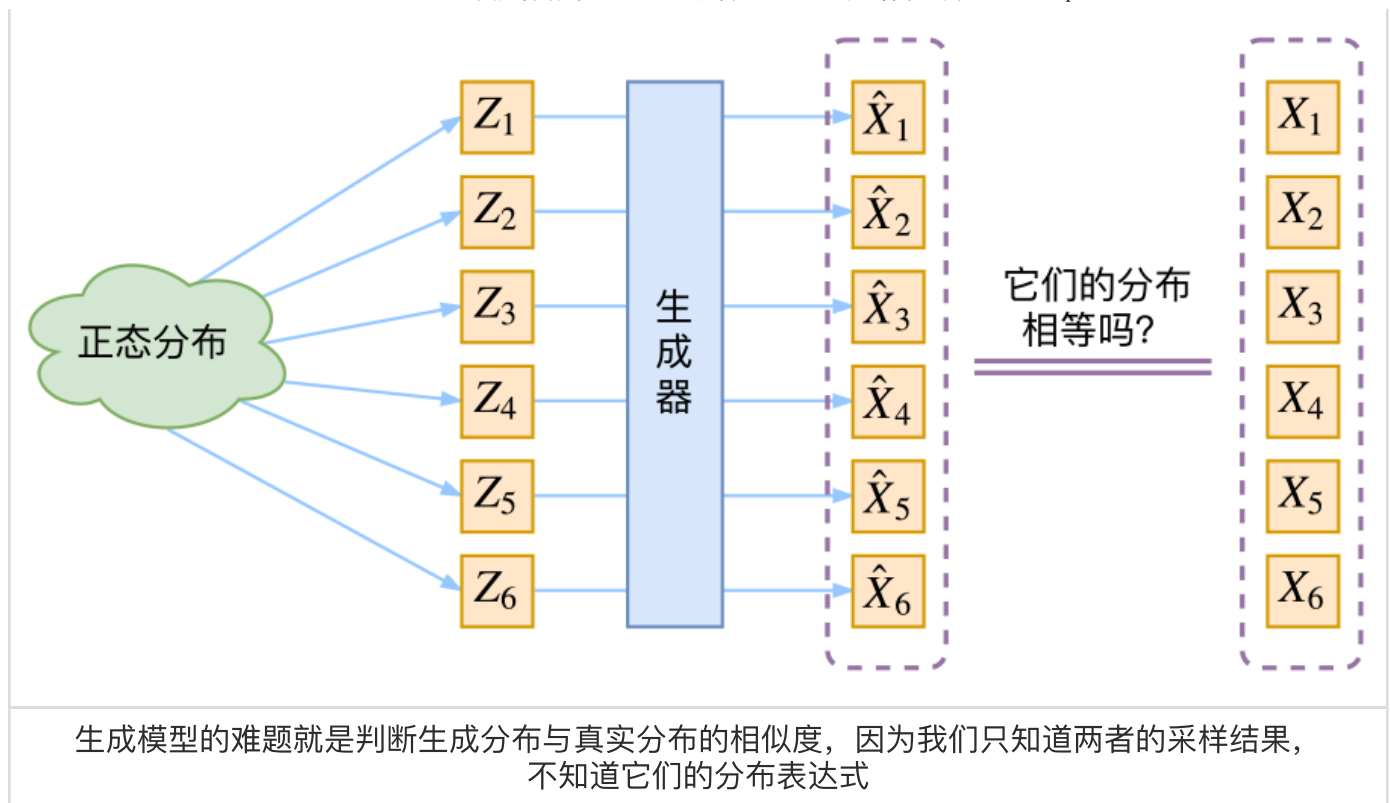 正态分布
Z₁
Z₂
Z₃
Z₄
Z₅
Z₆
生
成
器
X̂₁
X̂₂
X̂₃
X̂₄
X̂₅
X̂₆
它们的分布
相等吗?
X₁
X₂
X₃
X₄
X₅
X₆
生成模型的难题就是判断生成分布与真实分布的相似度，因为我们只知道两者的采样结果，
不知道它们的分布表达式